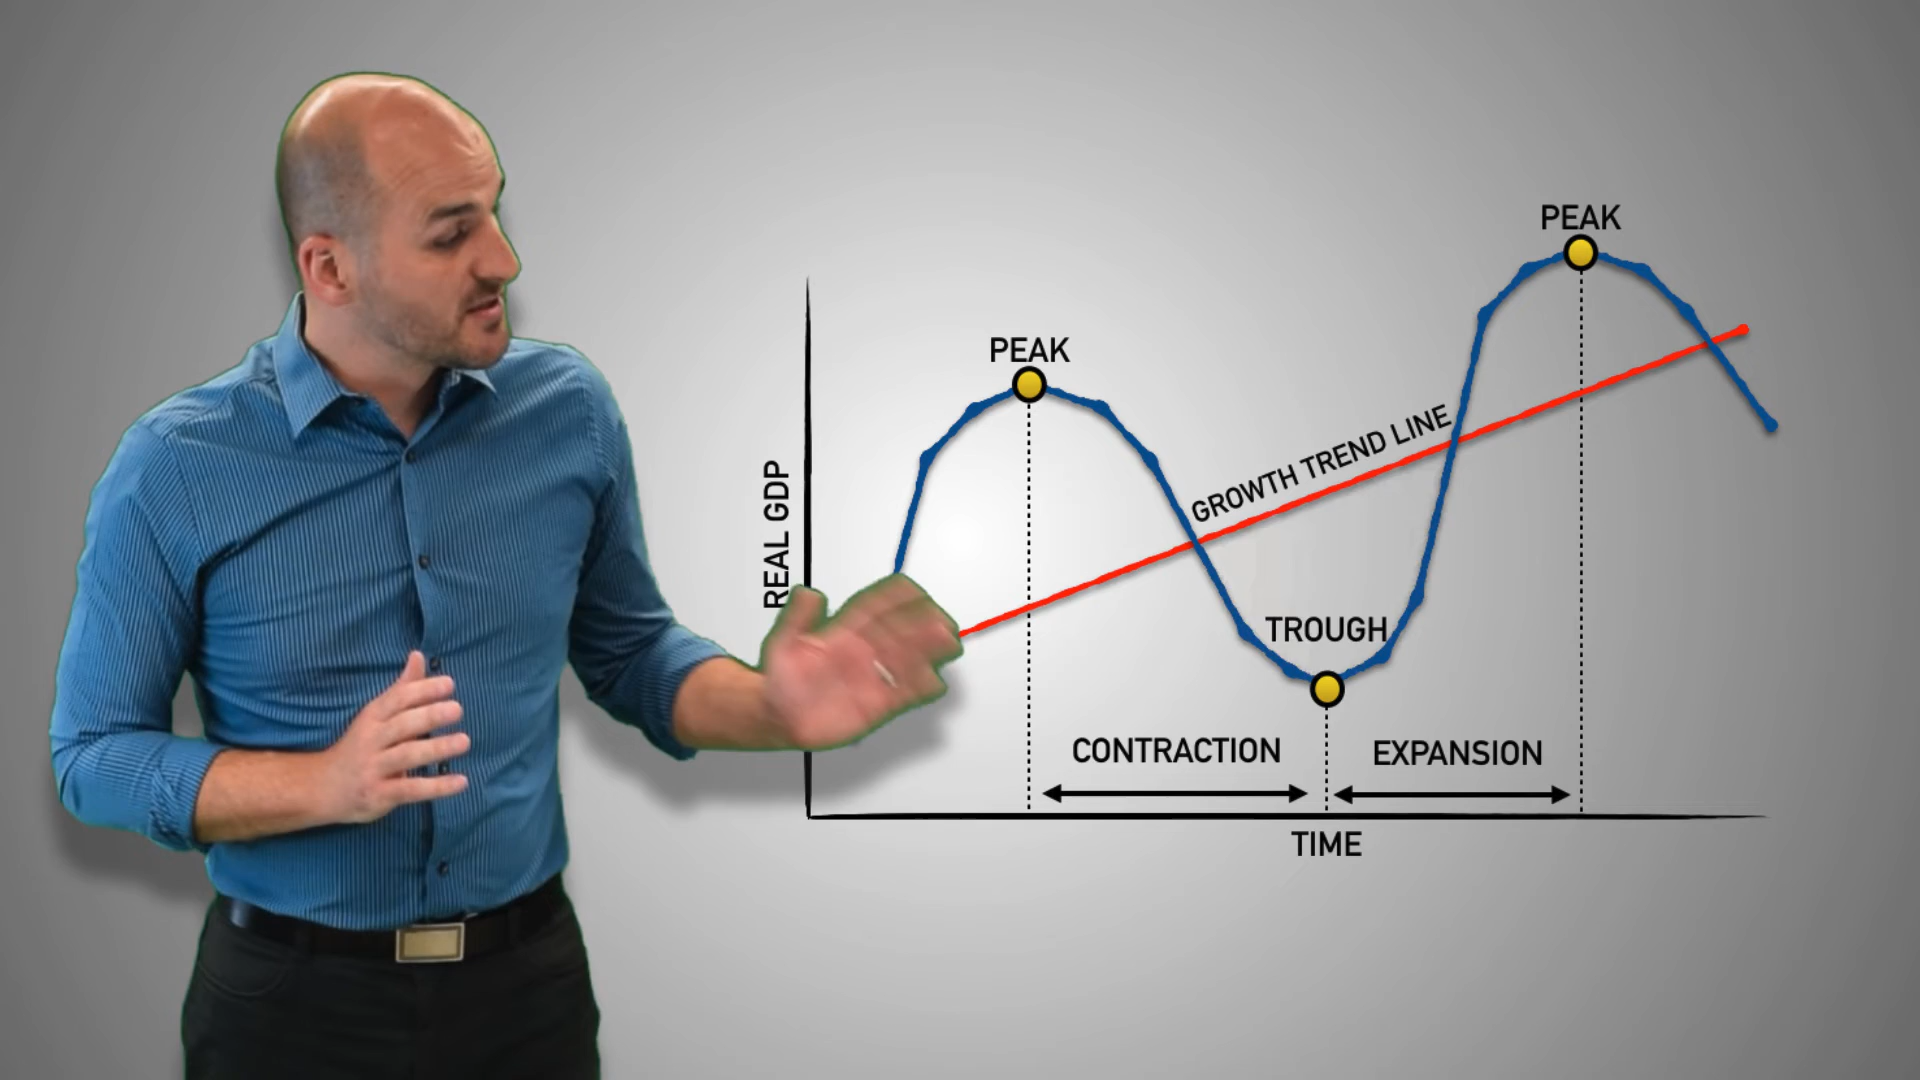 PEAK
PEAK
REAL GDP
GROWTH TREND LINE
TROUGH
CONTRACTION
EXPANSION
TIME